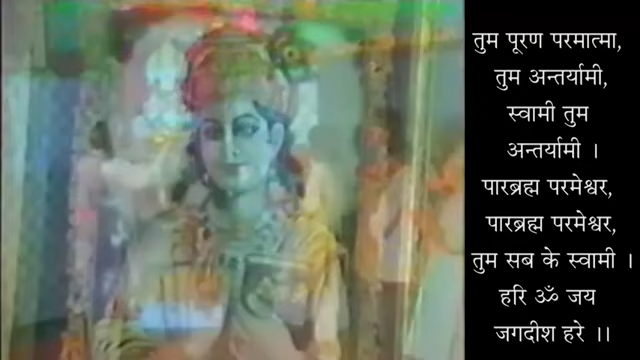 तुम पूरण परमात्मा,
तुम अन्तर्यामी,
स्वामी तुम
अन्तर्यामी ।
पारब्रह्म परमेश्वर,
पारब्रह्म परमेश्वर,
तुम सब के स्वामी ।
हरि ॐ जय
जगदीश हरे ।।